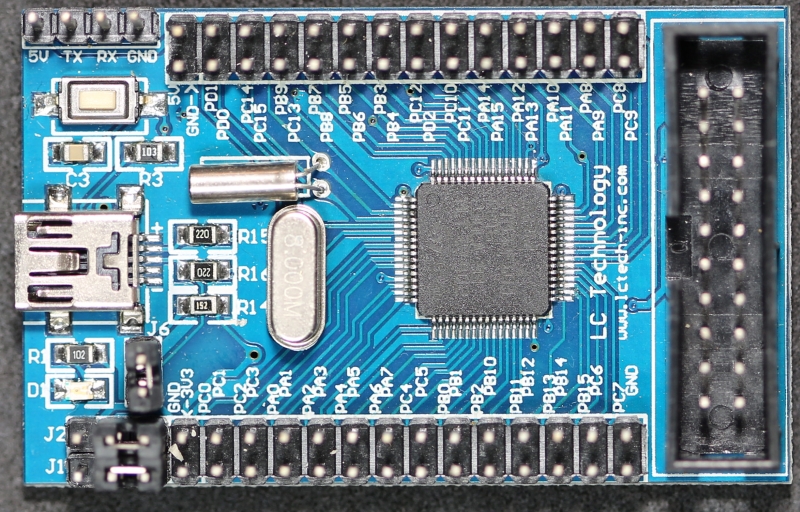 5V TX RX GND
5V
GND->
PD1
PD0
PC14
PC15
PB9
PC13
PB7
PB8
PB5
PB6
PB3
PB4
PD2
PC10
PC11
PA14
PA15
PA12
PA13
PA10
PA11
PA8
PA9
PC8
PC9
C3
103
R3
+
220
R15
022
R16
152
R14
8.000M
LC Technology
www.lctech-inc.com
J6
R1
102
D1
GND
<-3V3
PC0
PC1
PC2
PC3
PA0
PA1
PA2
PA3
PA4
PA5
PA6
PA7
PC4
PC5
PB0
PB1
PB2
PB10
PB11
PB12
PB13
PB14
PB15
PC6
PC7
GND
J2
J1